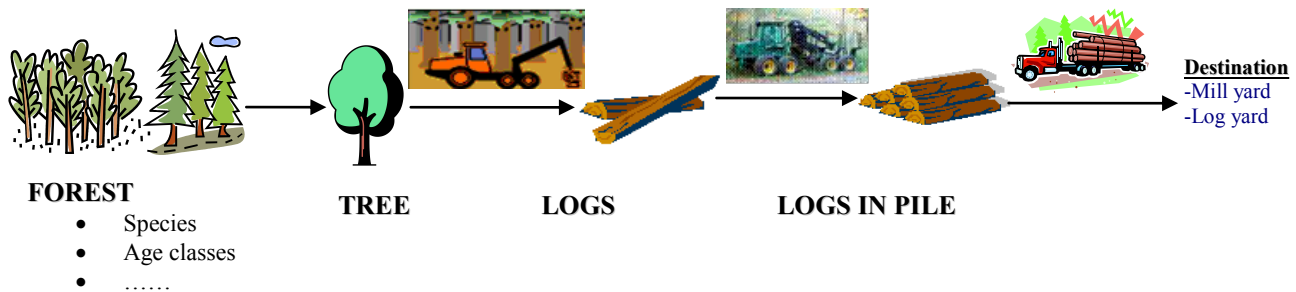 Destination
-Mill yard
-Log yard
FOREST
TREE
LOGS
LOGS IN PILE
• Species
• Age classes
• ……